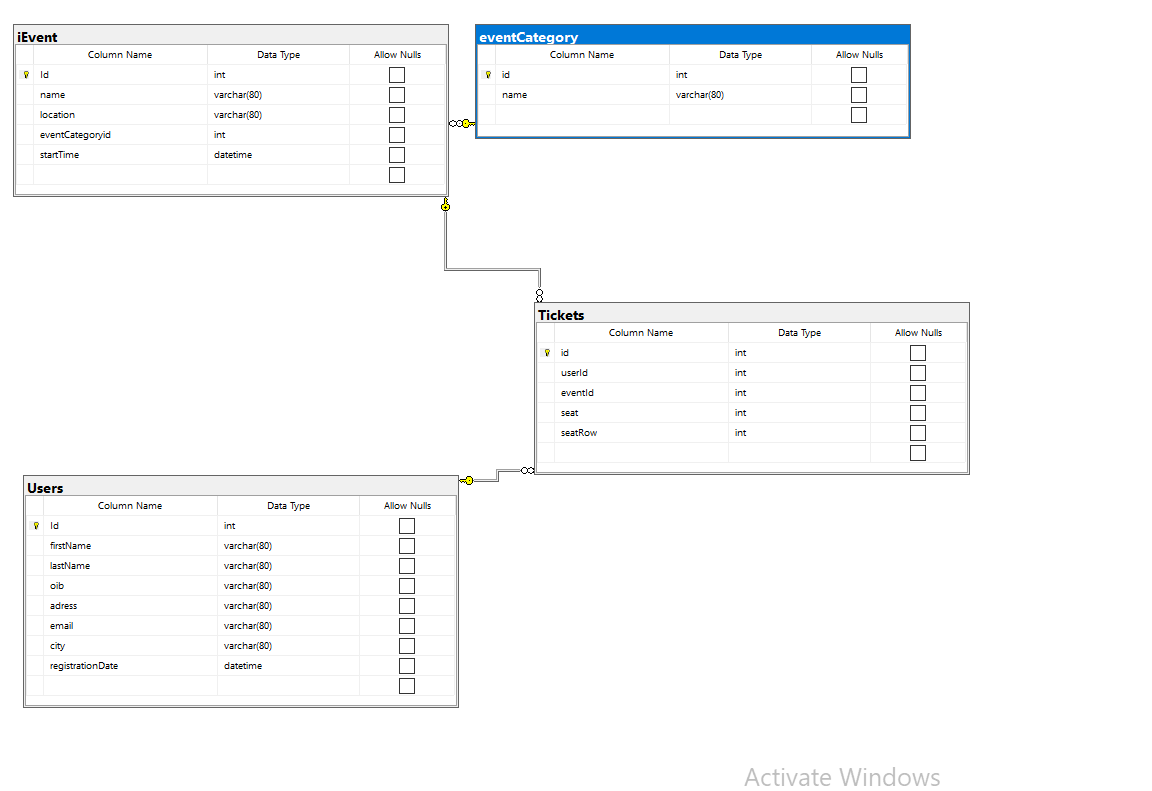 iEvent
Column Name Data Type Allow Nulls
Id int
name varchar(80)
location varchar(80)
eventCategoryid int
startTime datetime
eventCategory
Column Name Data Type Allow Nulls
id int
name varchar(80)
Tickets
Column Name Data Type Allow Nulls
id int
userId int
eventId int
seat int
seatRow int
Users
Column Name Data Type Allow Nulls
Id int
firstName varchar(80)
lastName varchar(80)
oib varchar(80)
adress varchar(80)
email varchar(80)
city varchar(80)
registrationDate datetime
Activate Windows